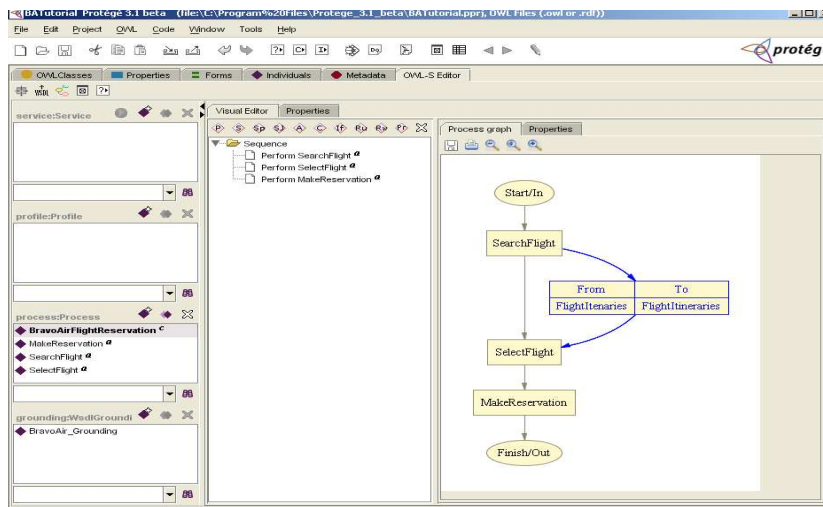 BATutorial Protégé 3.1 beta (file:\C:\Program%20Files\Protege_3.1_beta\BATutorial.pprj, OWL Files (.owl or .rdf))
File Edit Project OWL Code Window Tools Help
protég
OWLClasses Properties Forms Individuals Metadata OWL-S Editor
WSDL
service:Service
Visual Editor Properties
Process graph Properties
Sequence
Perform SearchFlight a
Perform SelectFlight a
Perform MakeReservation a
profile:Profile
process:Process
BravoAirFlightReservation c
MakeReservation a
SearchFlight a
SelectFlight a
grounding:WsdlGroundi
BravoAir_Grounding
Start/In
SearchFlight
From To
FlightItenaries FlightItineraries
SelectFlight
MakeReservation
Finish/Out